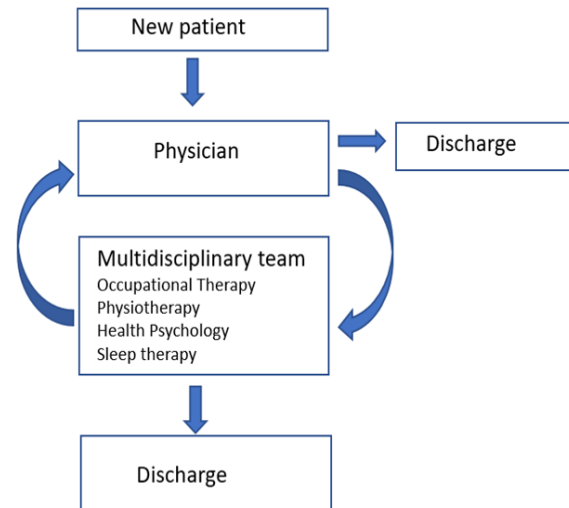 New patient
Physician
Discharge
Multidisciplinary team
Occupational Therapy
Physiotherapy
Health Psychology
Sleep therapy
Discharge